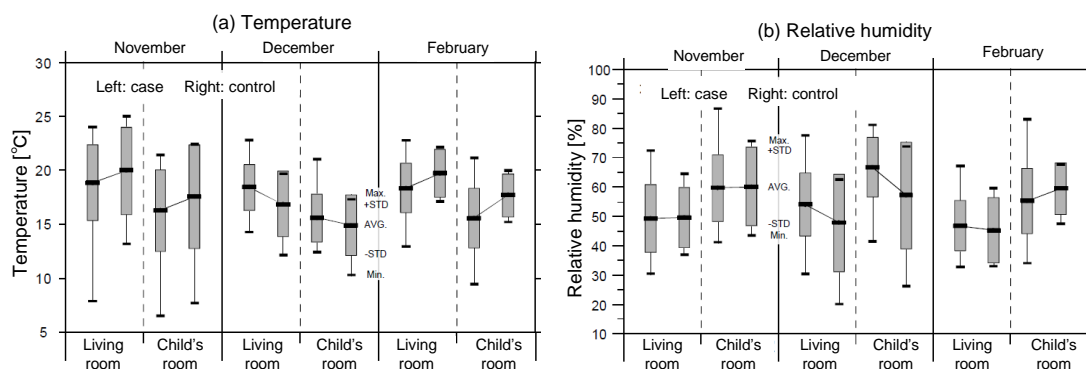 (a) Temperature
November December February
30
25
20
15
10
5
Temperature [℃]
Left: case Right: control
Max.
+STD
AVG.
-STD
Min.
Living room Child's room Living room Child's room Living room Child's room
(b) Relative humidity
November December February
100
90
80
70
60
50
40
30
20
10
Relative humidity [%]
Left: case Right: control
Max.
+STD
AVG.
-STD
Min.
Living room Child's room Living room Child's room Living room Child's room